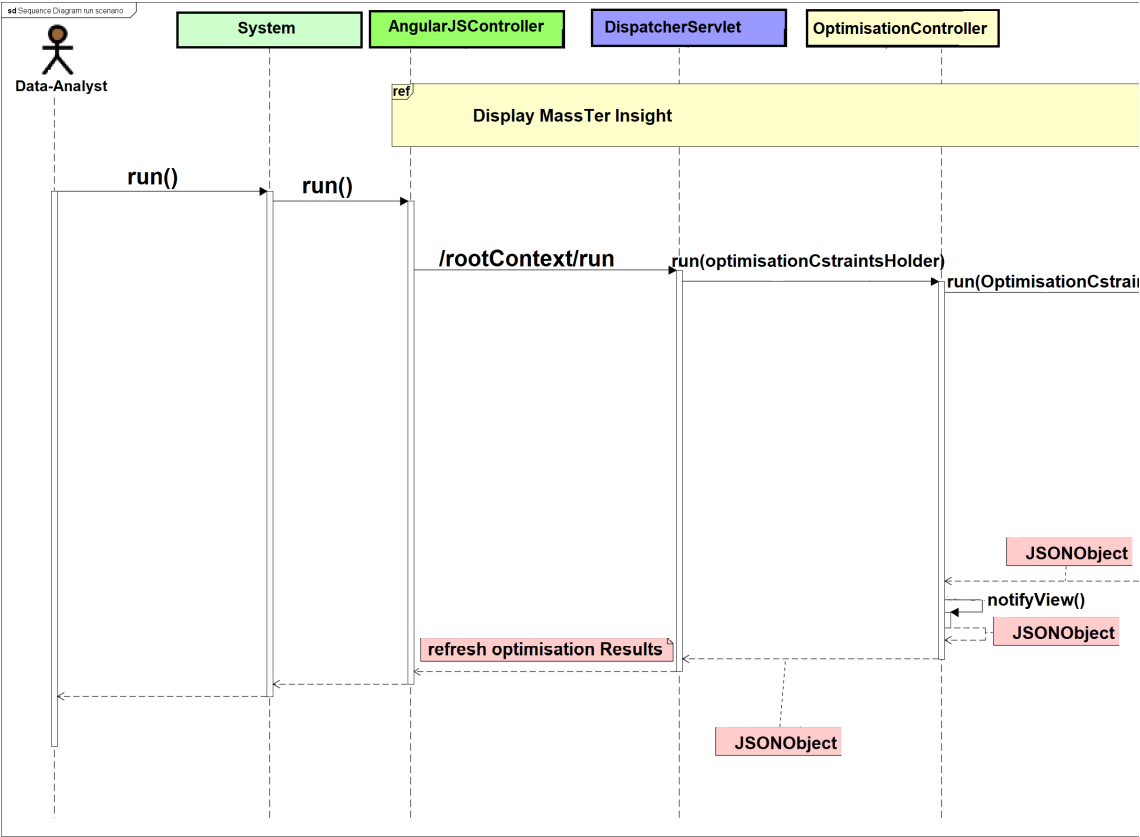 sd Sequence Diagram run scenario
System
AngularJSController
DispatcherServlet
OptimisationController
Data-Analyst
ref
Display MassTer Insight
run()
run()
/rootContext/run
run(optimisationCstraintsHolder)
run(OptimisationCstrain
JSONObject
notifyView()
JSONObject
refresh optimisation Results
JSONObject